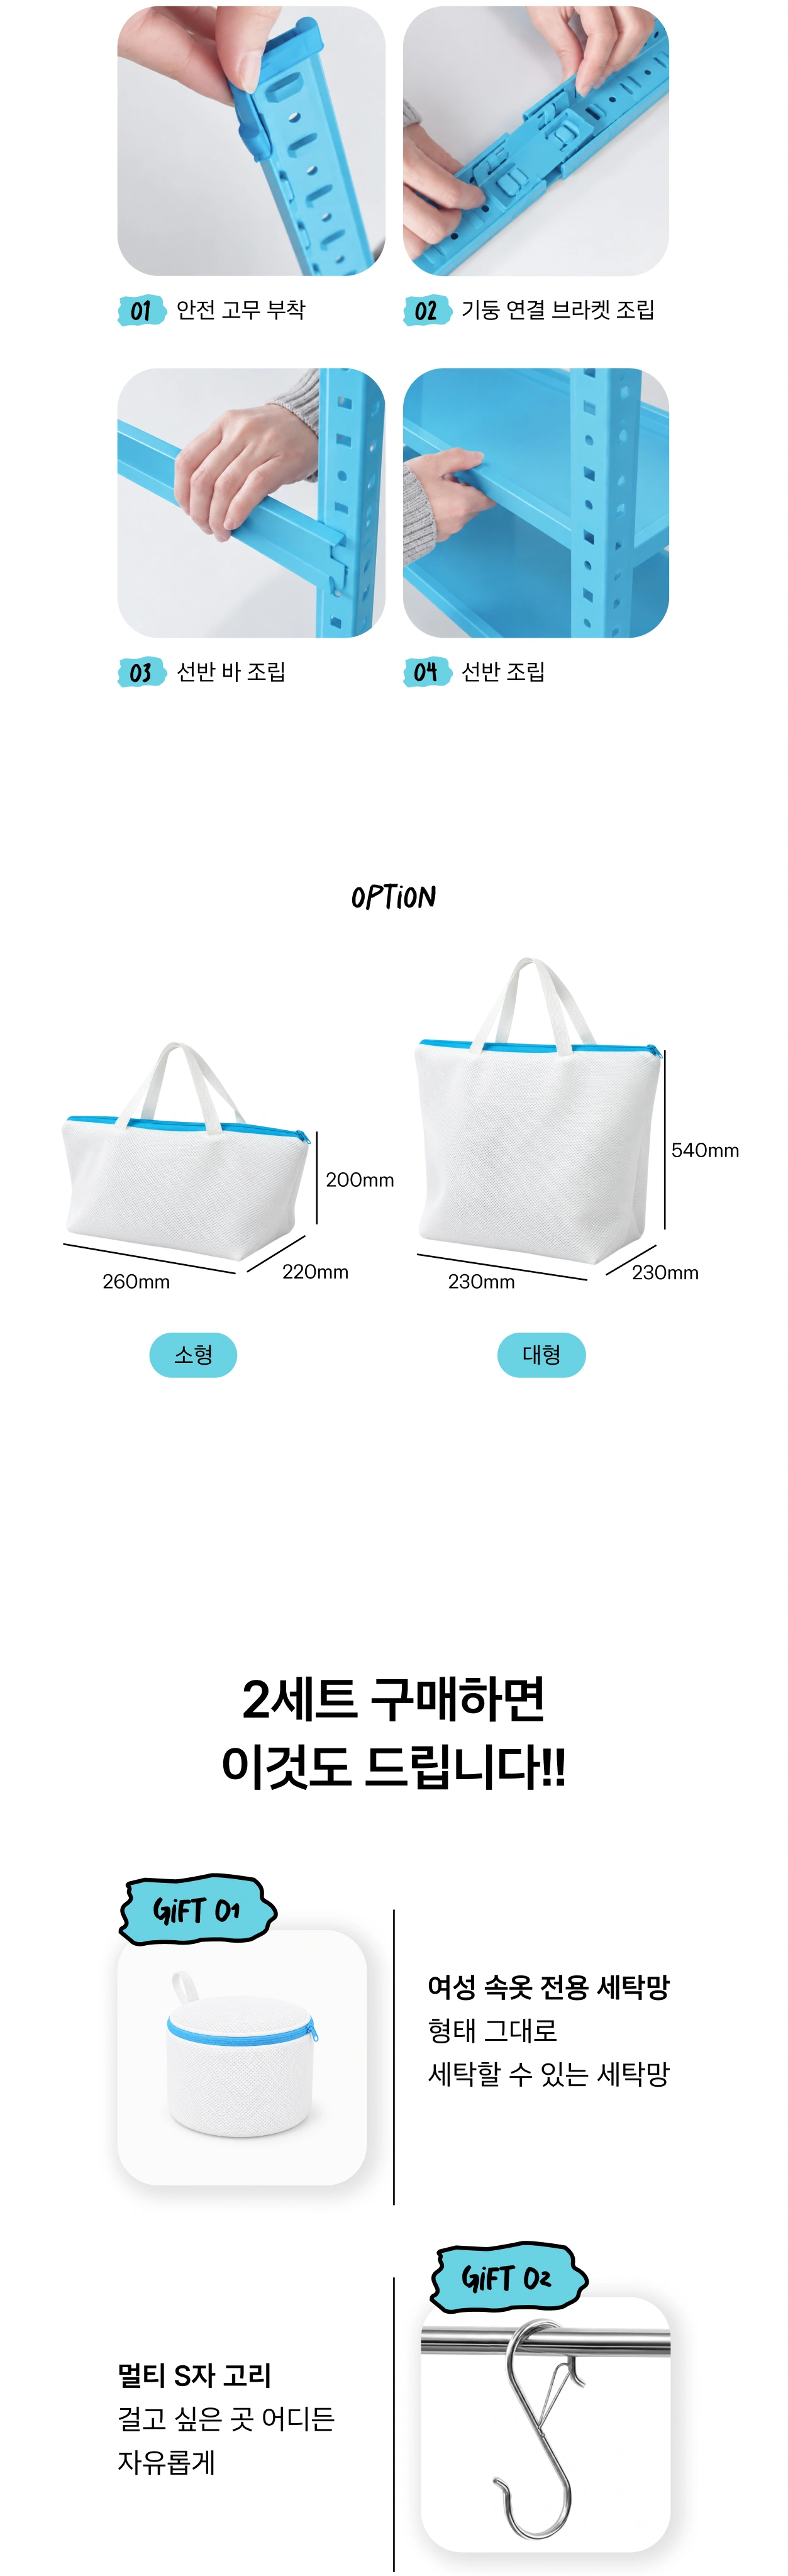 01 안전 고무 부착
02 기둥 연결 브라켓 조립
03 선반 바 조립
04 선반 조립
OPTiON
200mm
220mm
260mm
소형
540mm
230mm
230mm
대형
2세트 구매하면
이것도 드립니다!!
GiFT 01
여성 속옷 전용 세탁망
형태 그대로
세탁할 수 있는 세탁망
GiFT 02
멀티 S자 고리
걸고 싶은 곳 어디든
자유롭게